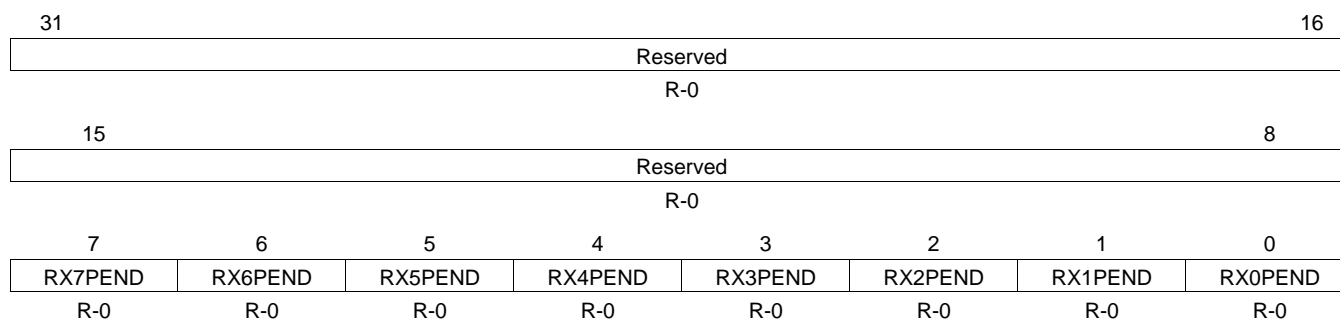 31 16
Reserved
R-0
15 8
Reserved
R-0
7 6 5 4 3 2 1 0
RX7PEND RX6PEND RX5PEND RX4PEND RX3PEND RX2PEND RX1PEND RX0PEND
R-0 R-0 R-0 R-0 R-0 R-0 R-0 R-0